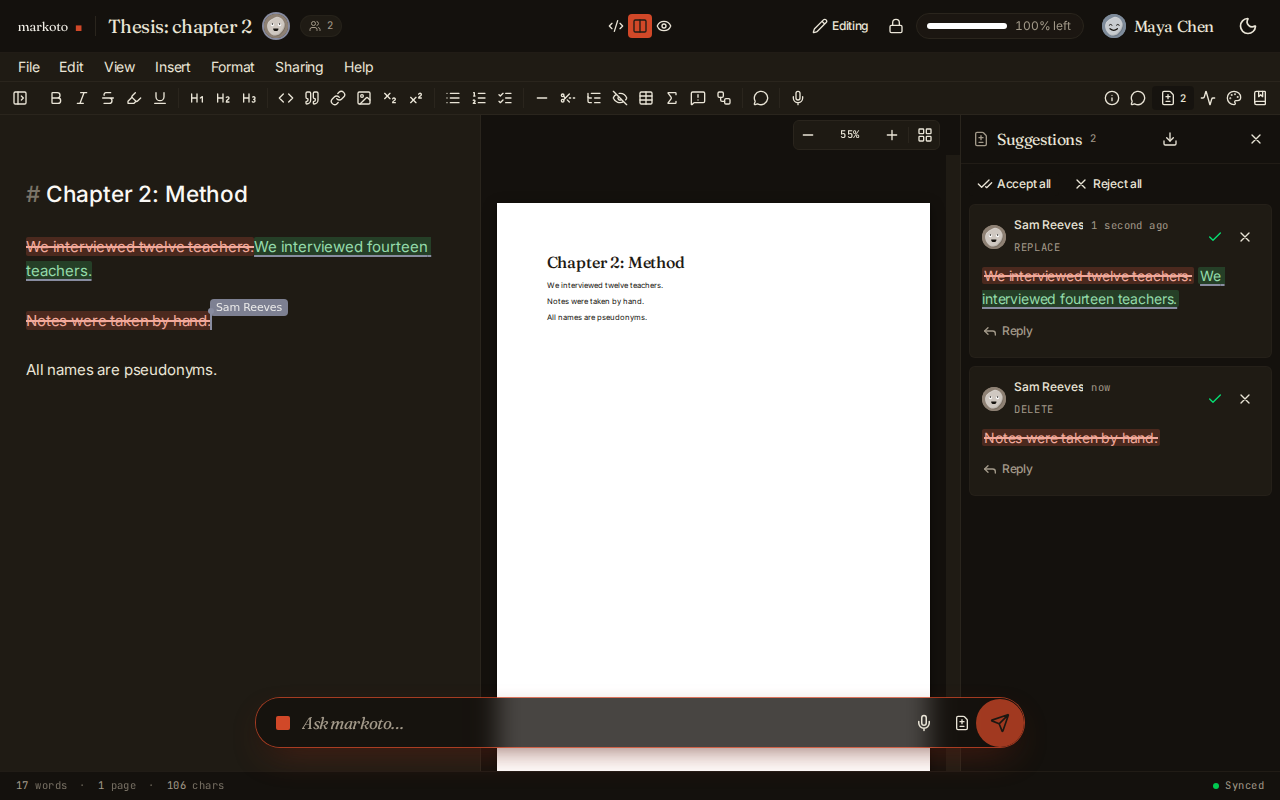 markoto
Thesis: chapter 2
2
Editing
100% left
Maya Chen
File Edit View Insert Format Sharing Help
H1 H2 H3
2
55%
# Chapter 2: Method
We interviewed twelve teachers.We interviewed fourteen
teachers.
Sam Reeves
Notes were taken by hand.
All names are pseudonyms.
Chapter 2: Method
We interviewed twelve teachers.
Notes were taken by hand.
All names are pseudonyms.
Suggestions 2
Accept all Reject all
Sam Reeves 1 second ago
REPLACE
We interviewed twelve teachers. We
interviewed fourteen teachers.
Reply
Sam Reeves now
DELETE
Notes were taken by hand.
Reply
Ask markoto...
17 words · 1 page · 106 chars
Synced